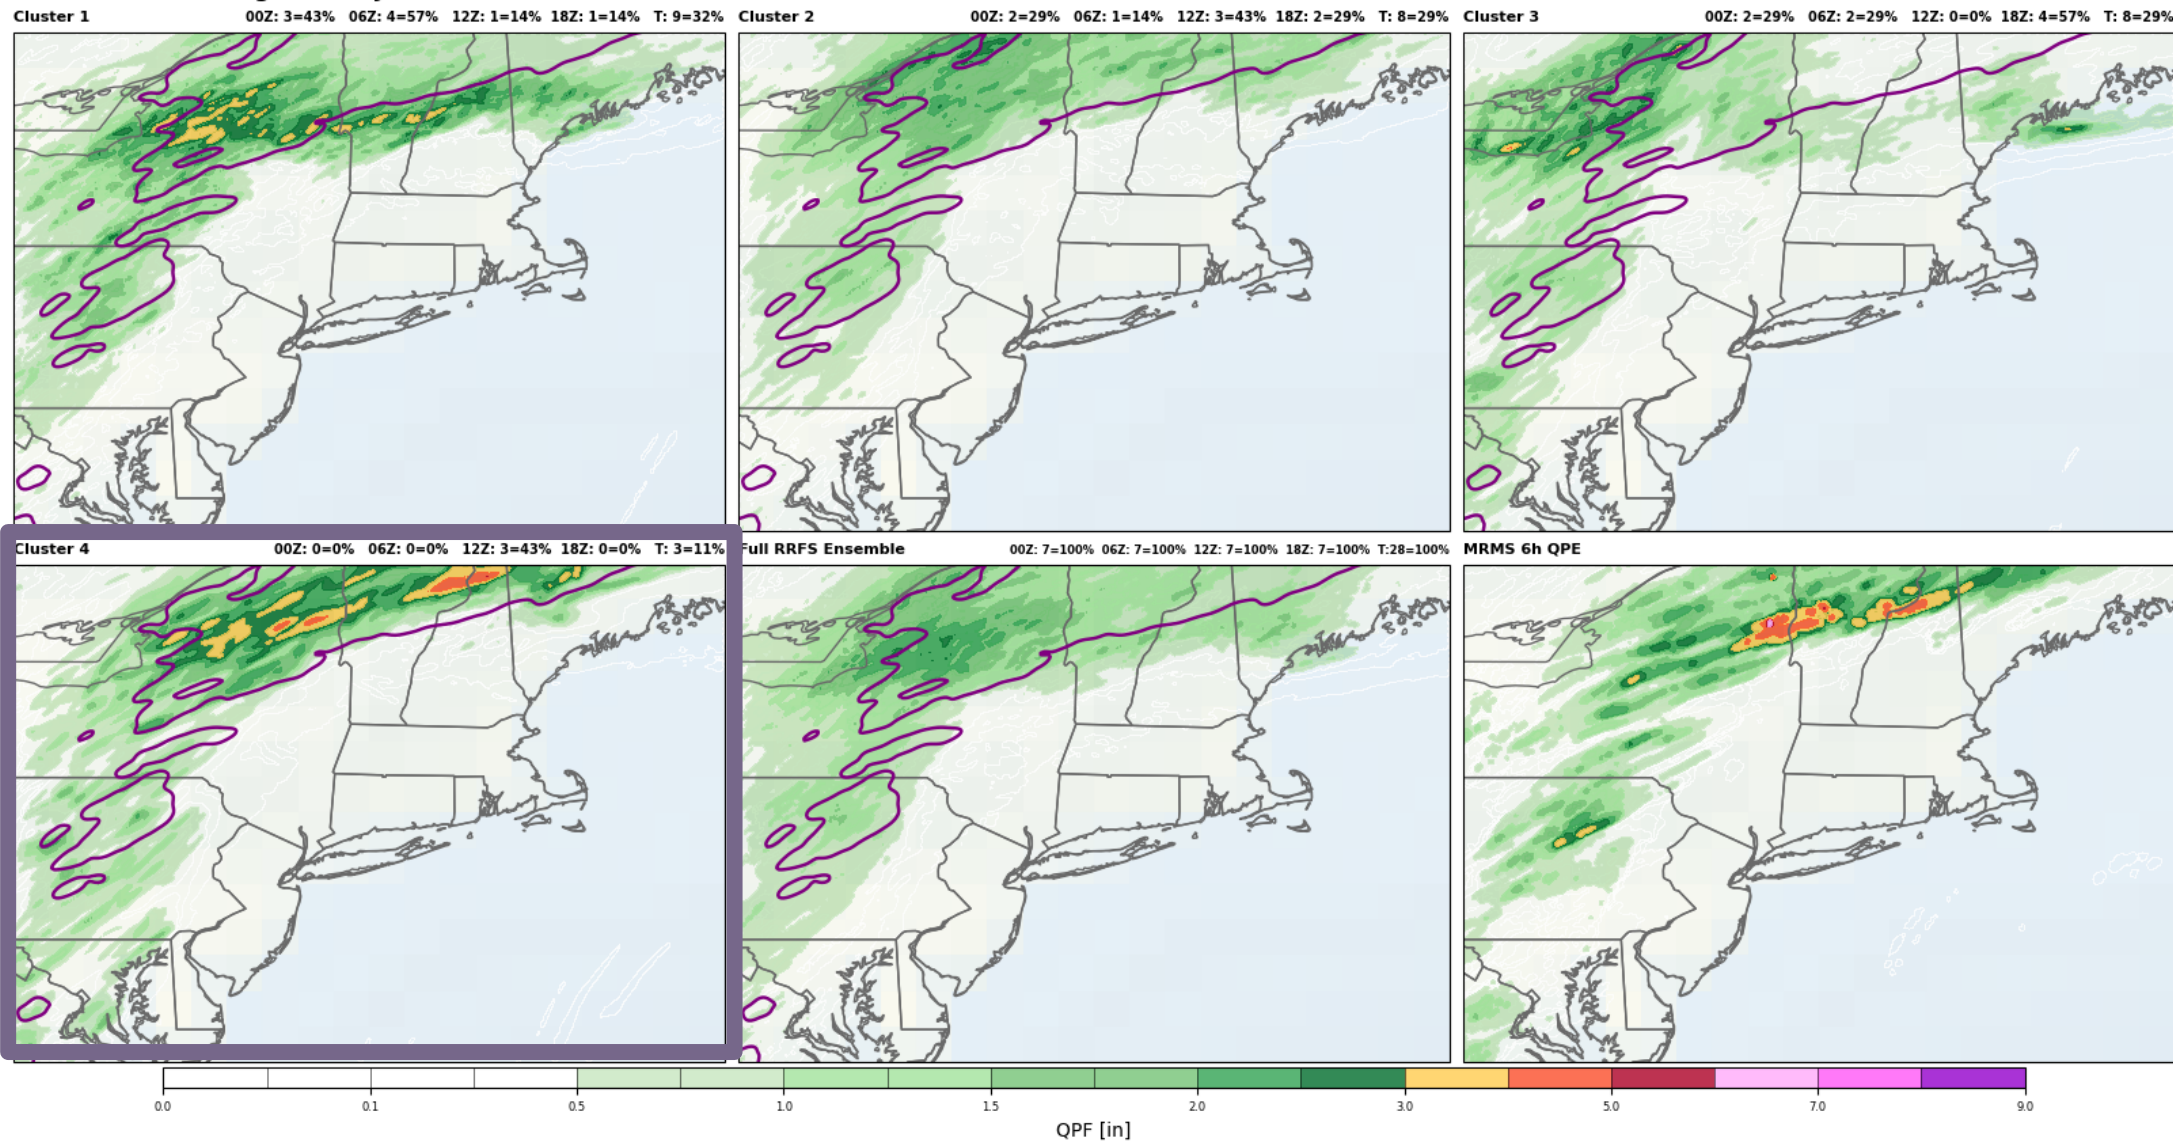 Cluster 1 00Z: 3=43% 06Z: 4=57% 12Z: 1=14% 18Z: 1=14% T: 9=32%
Cluster 2 00Z: 2=29% 06Z: 1=14% 12Z: 3=43% 18Z: 2=29% T: 8=29%
Cluster 3 00Z: 2=29% 06Z: 2=29% 12Z: 0=0% 18Z: 4=57% T: 8=29%
Cluster 4 00Z: 0=0% 06Z: 0=0% 12Z: 3=43% 18Z: 0=0% T: 3=11%
Full RRFS Ensemble 00Z: 7=100% 06Z: 7=100% 12Z: 7=100% 18Z: 7=100% T:28=100%
MRMS 6h QPE
0.0 0.1 0.5 1.0 1.5 2.0 3.0 5.0 7.0 9.0
QPF [in]